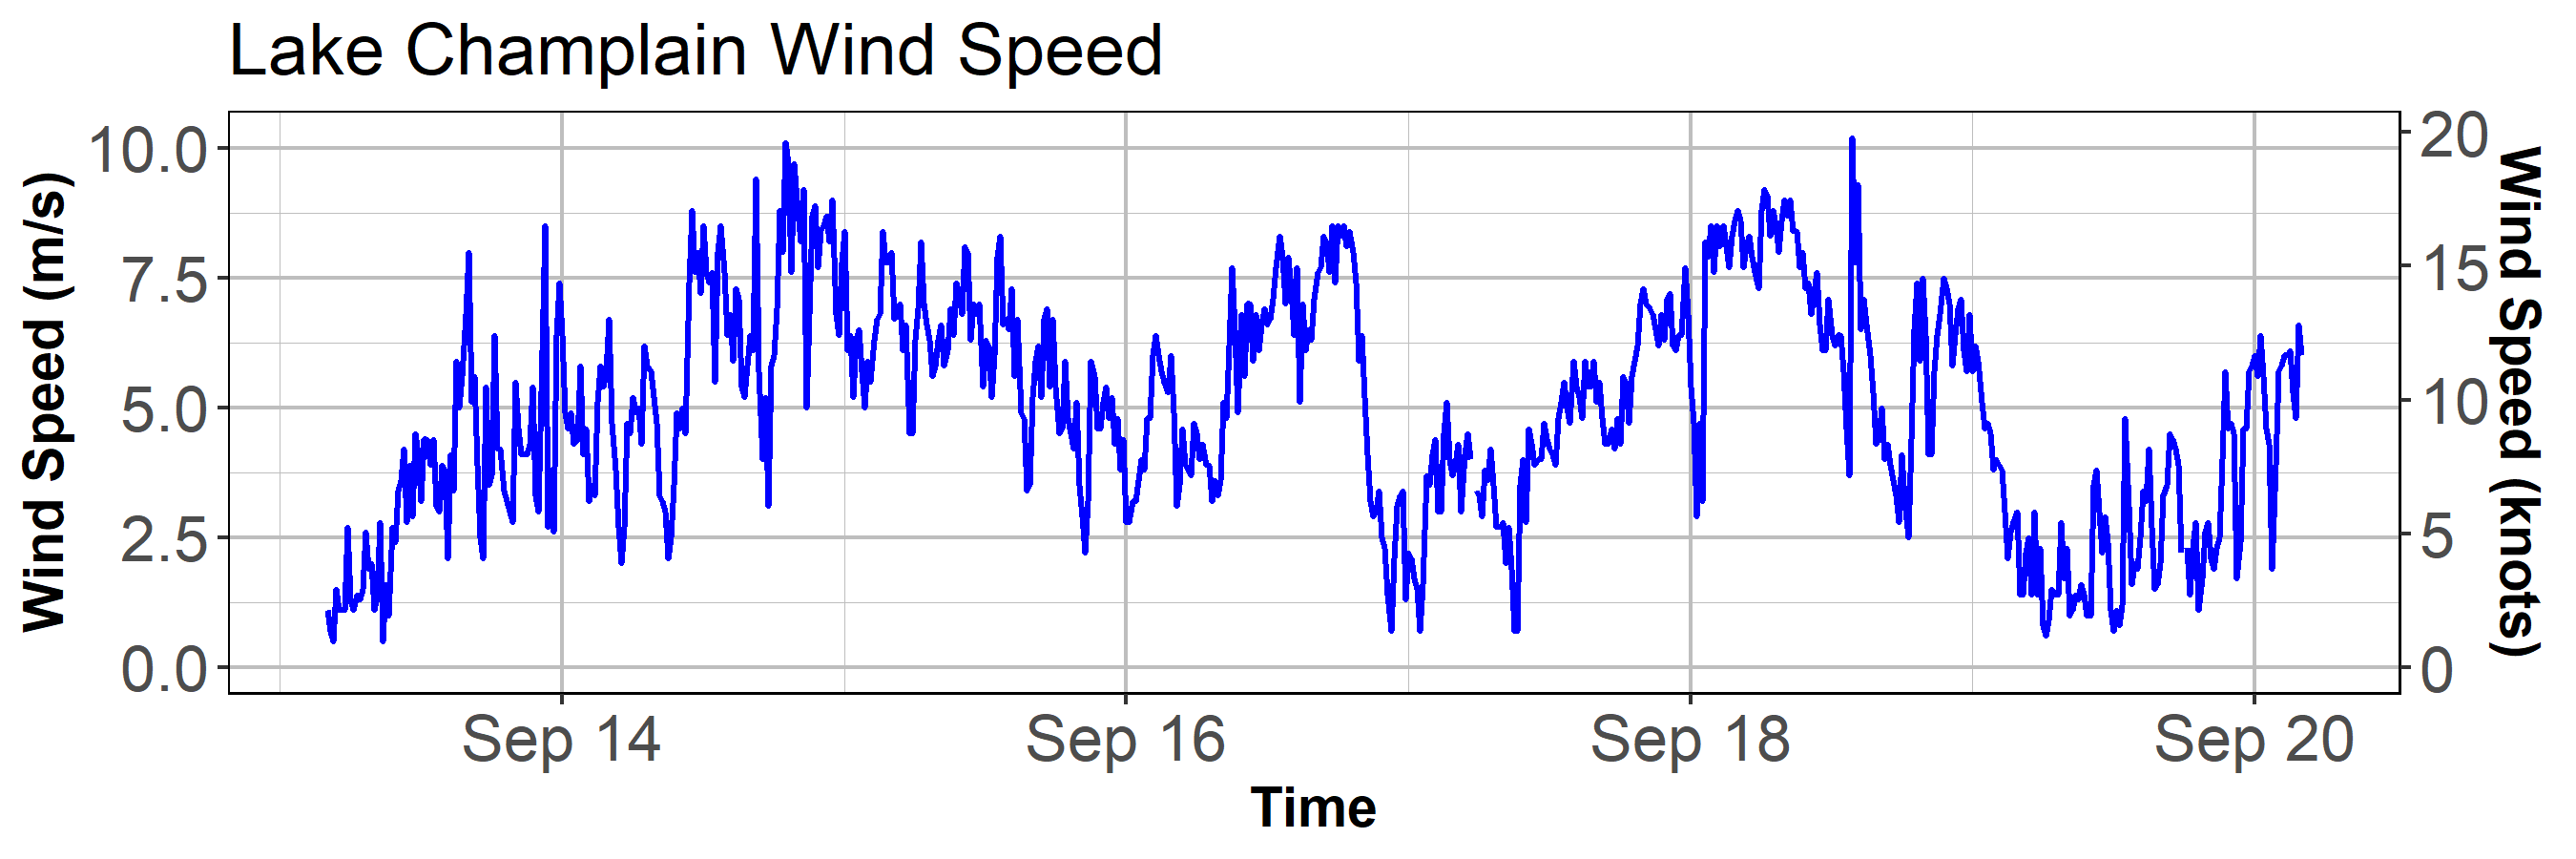 Lake Champlain Wind Speed
Wind Speed (m/s)
10.0
7.5
5.0
2.5
0.0
20
15
10
5
0
Wind Speed (knots)
Sep 14
Sep 16
Sep 18
Sep 20
Time